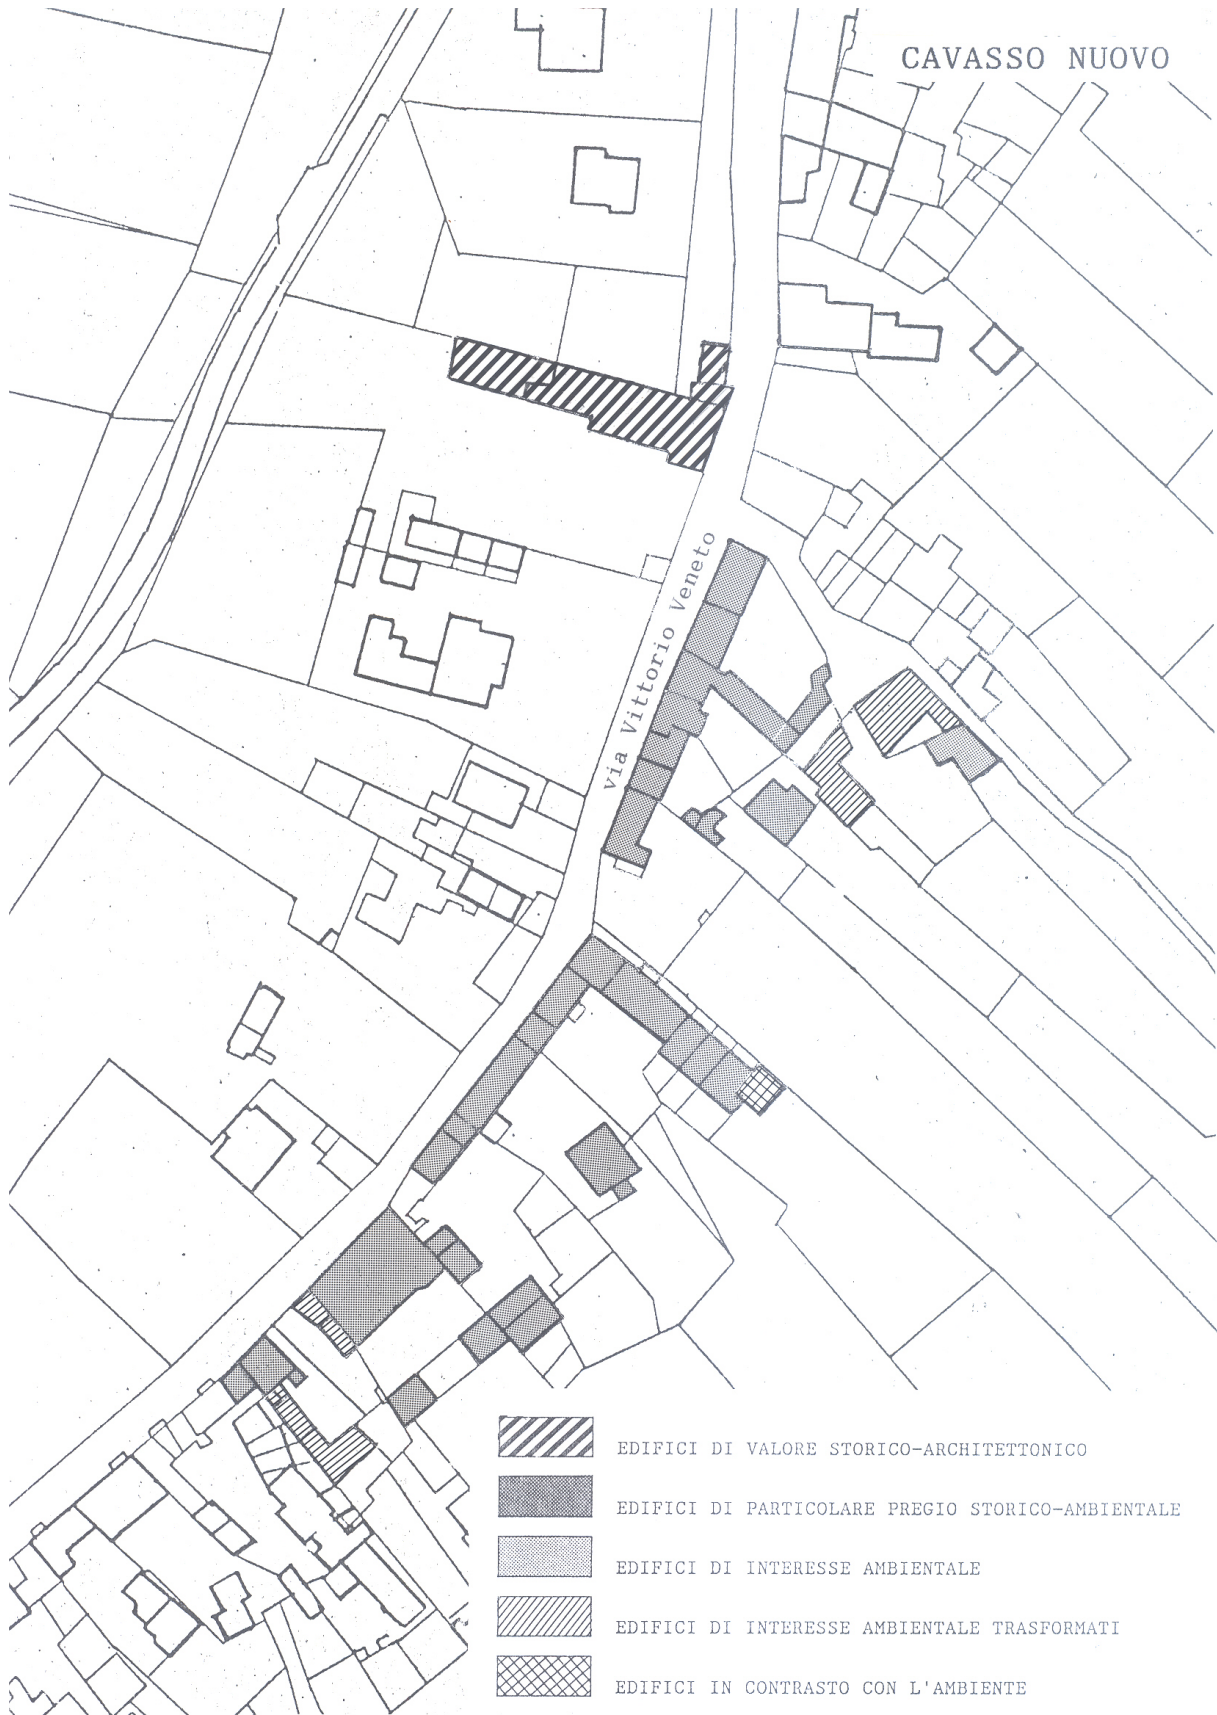 CAVASSO NUOVO
via Vittorio Veneto
EDIFICI DI VALORE STORICO-ARCHITETTONICO
EDIFICI DI PARTICOLARE PREGIO STORICO-AMBIENTALE
EDIFICI DI INTERESSE AMBIENTALE
EDIFICI DI INTERESSE AMBIENTALE TRASFORMATI
EDIFICI IN CONTRASTO CON L'AMBIENTE